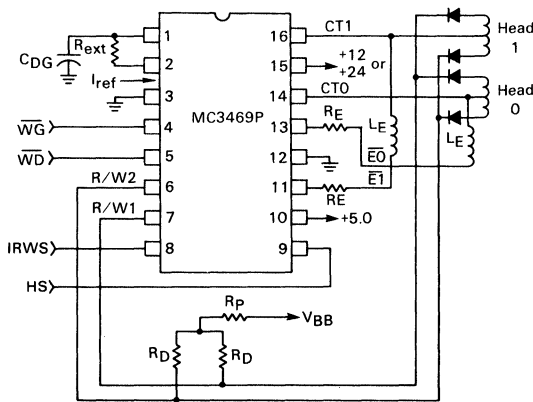 CDG
Rext
Iref
WG
WD
R/W2
R/W1
IRWS
HS
1
2
3
4
5
6
7
8
MC3469P
16
15
14
13
12
11
10
9
CT1
+12 or
+24
CT0
RE
LE
E0
E1
RE
+5.0
LE
Head
1
Head
0
RP
VBB
RD
RD